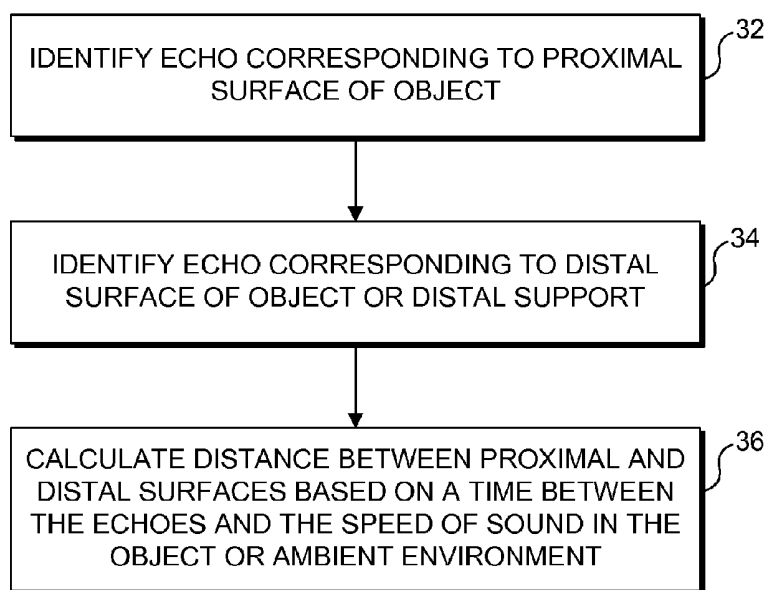 32
IDENTIFY ECHO CORRESPONDING TO PROXIMAL
SURFACE OF OBJECT
34
IDENTIFY ECHO CORRESPONDING TO DISTAL
SURFACE OF OBJECT OR DISTAL SUPPORT
36
CALCULATE DISTANCE BETWEEN PROXIMAL AND
DISTAL SURFACES BASED ON A TIME BETWEEN
THE ECHOES AND THE SPEED OF SOUND IN THE
OBJECT OR AMBIENT ENVIRONMENT